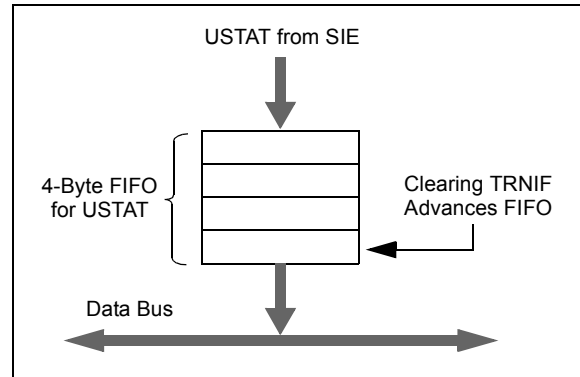 USTAT from SIE
4-Byte FIFO
for USTAT
Clearing TRNIF
Advances FIFO
Data Bus